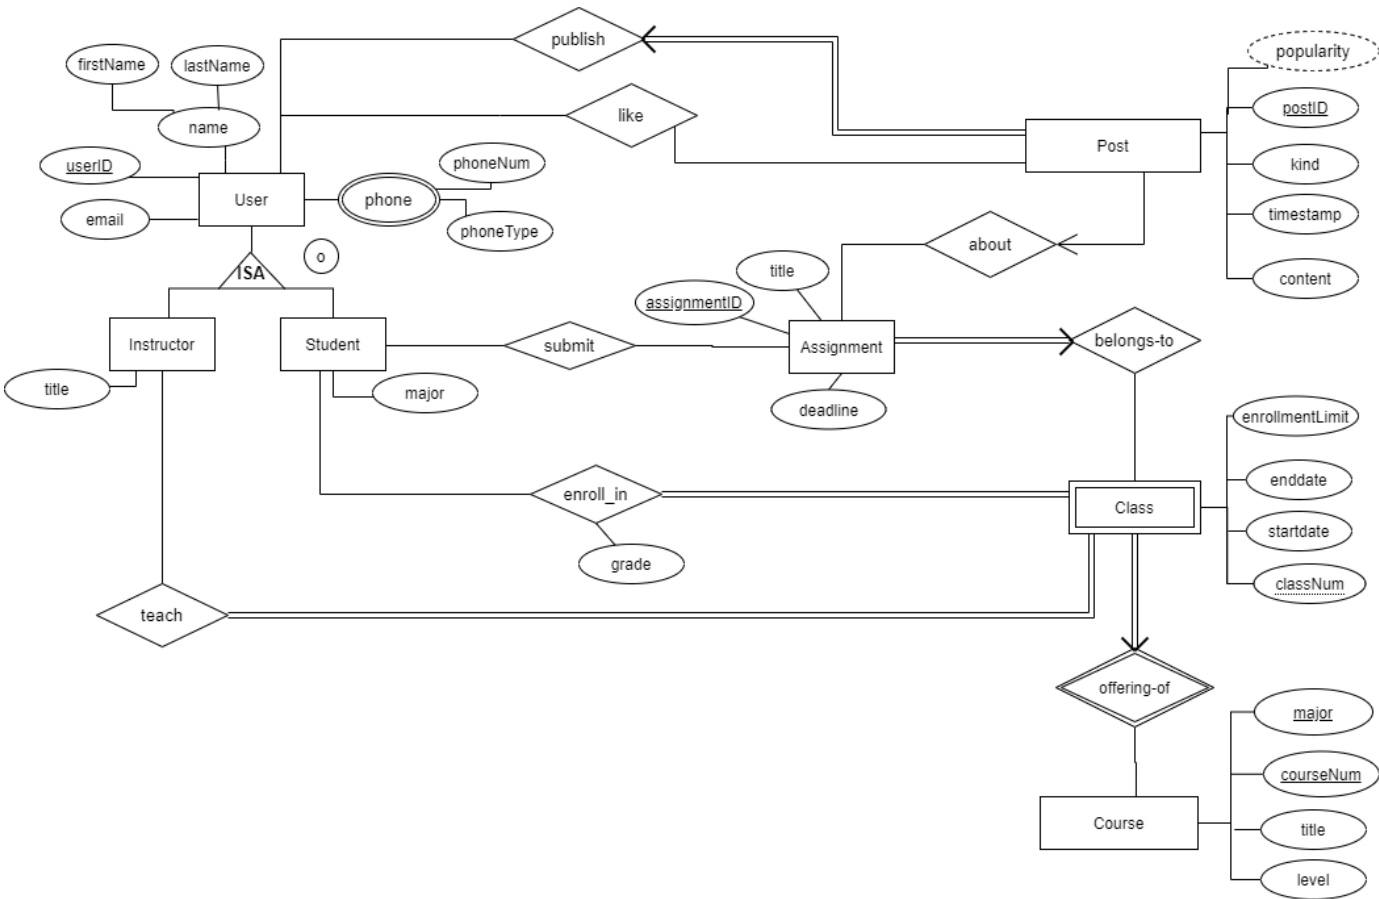 publish
popularity
firstName
lastName
postID
like
name
Post
phoneNum
userID
kind
User
phone
email
phoneType
timestamp
about
o
ISA
title
content
assignmentID
Instructor
Student
submit
Assignment
belongs-to
title
major
deadline
enrollmentLimit
enddate
enroll_in
Class
startdate
grade
classNum
teach
offering-of
major
courseNum
Course
title
level